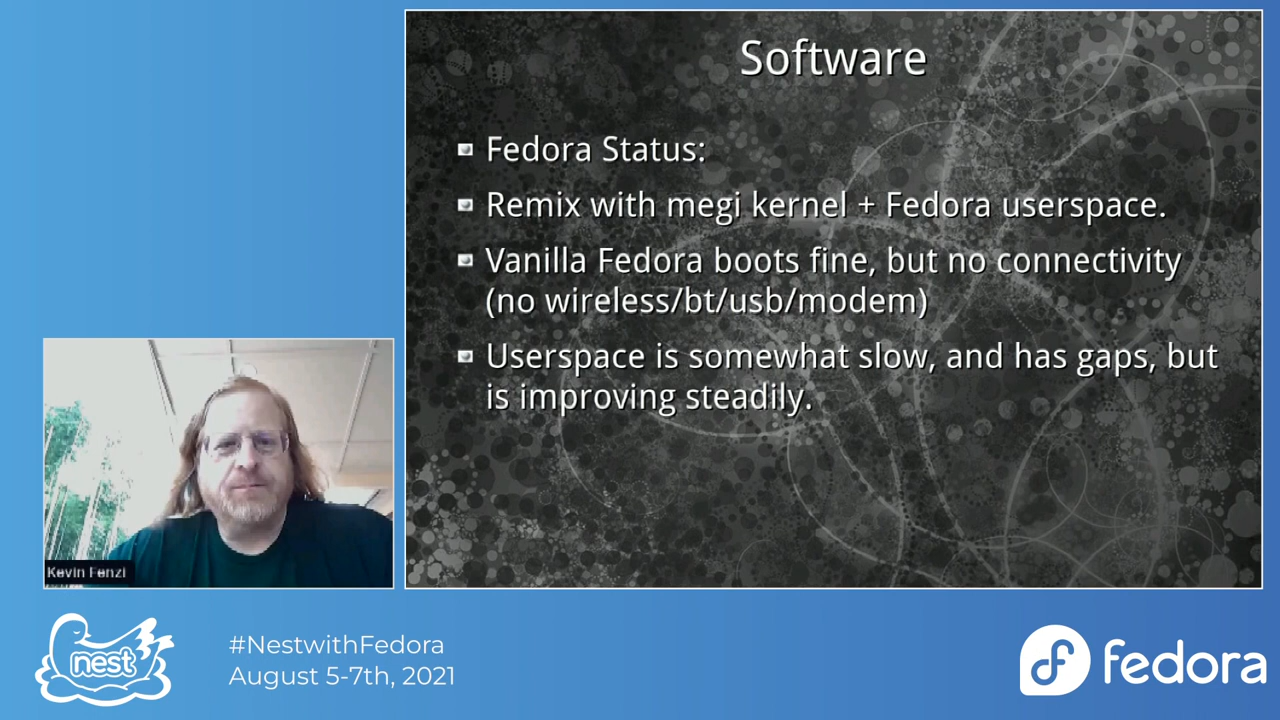 Software
Fedora Status:
Remix with megi kernel + Fedora userspace.
Vanilla Fedora boots fine, but no connectivity
(no wireless/bt/usb/modem)
Userspace is somewhat slow, and has gaps, but
is improving steadily.
Kevin Fenzi
nest
#NestwithFedora
August 5-7th, 2021
fedora